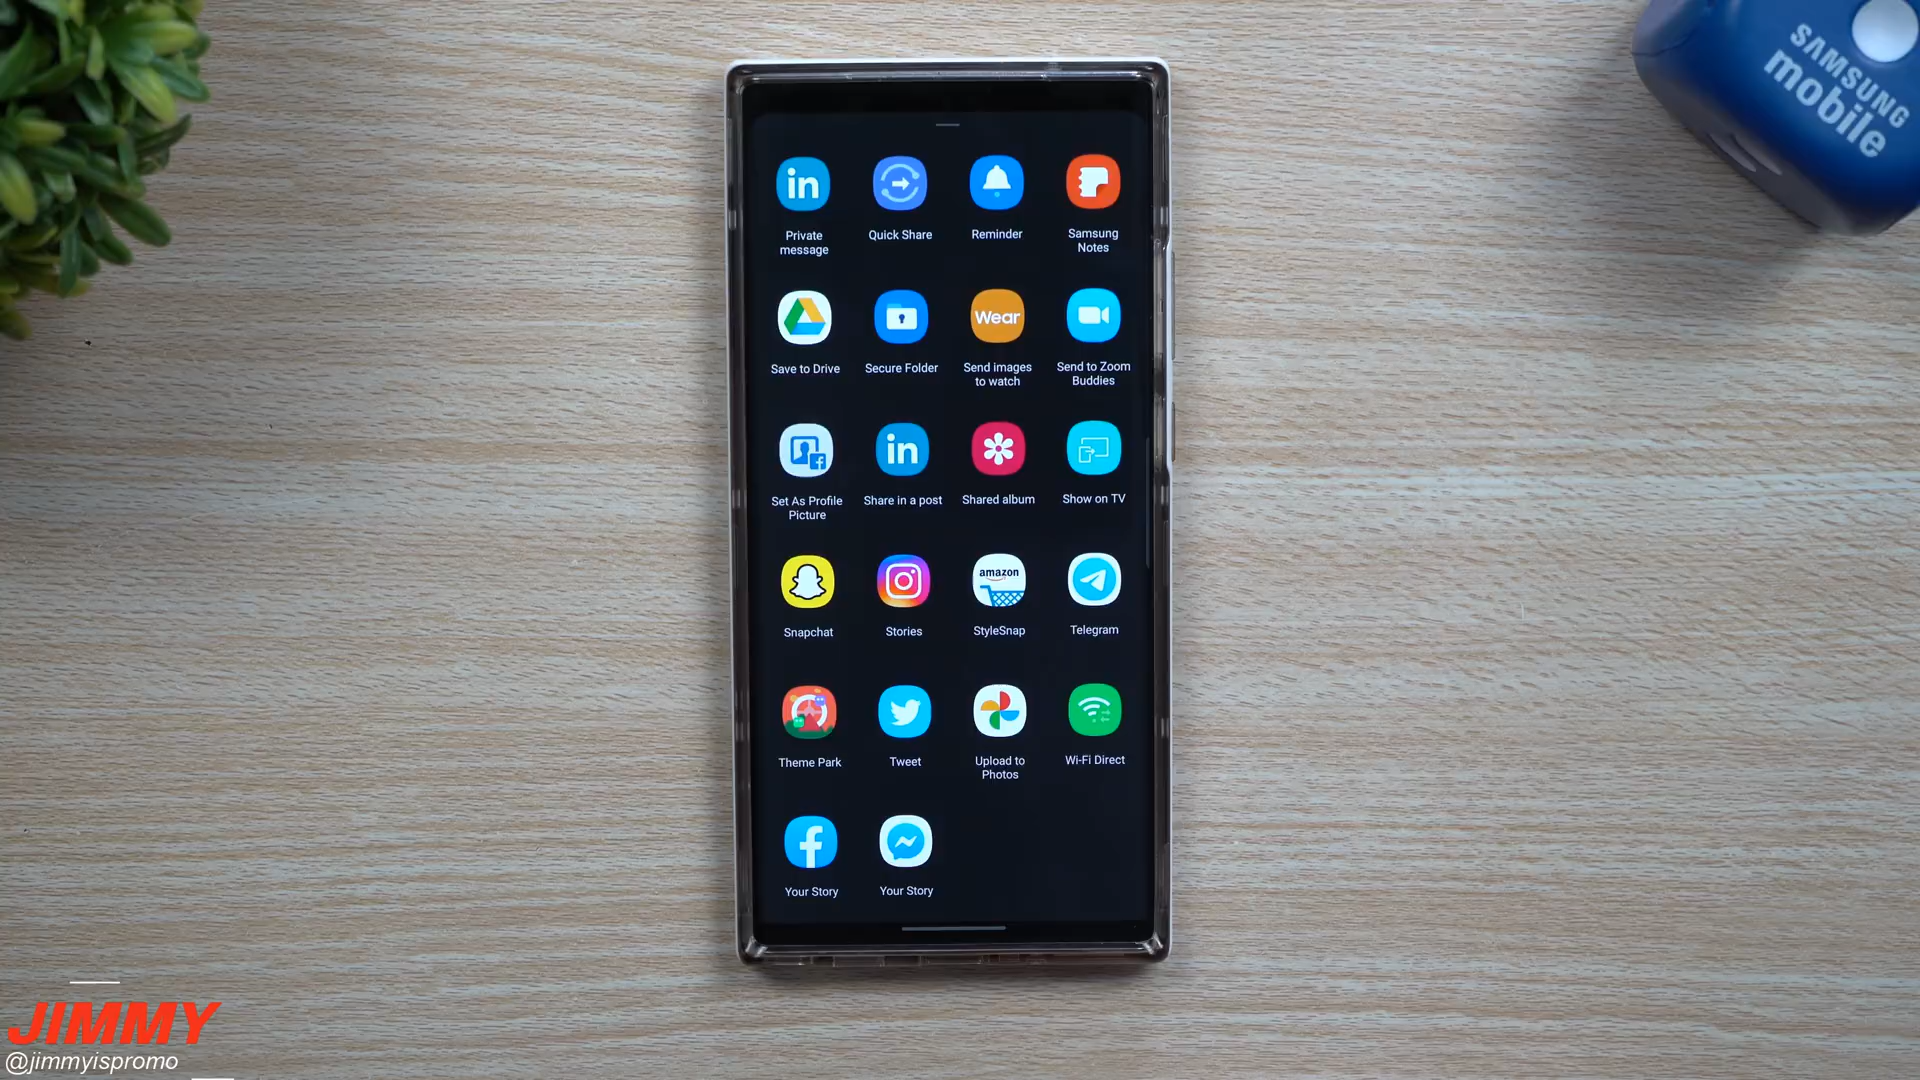 SAMSUNG
mobile
in
Private
message
Quick Share
Reminder
Samsung
Notes
Save to Drive
Secure Folder
Wear
Send images
to watch
Send to Zoom
Buddies
Set As Profile
Picture
in
Share in a post
Shared album
Show on TV
Snapchat
Stories
amazon
StyleSnap
Telegram
Theme Park
Tweet
Upload to
Photos
Wi-Fi Direct
f
Your Story
Your Story
JIMMY
@jimmyispromo